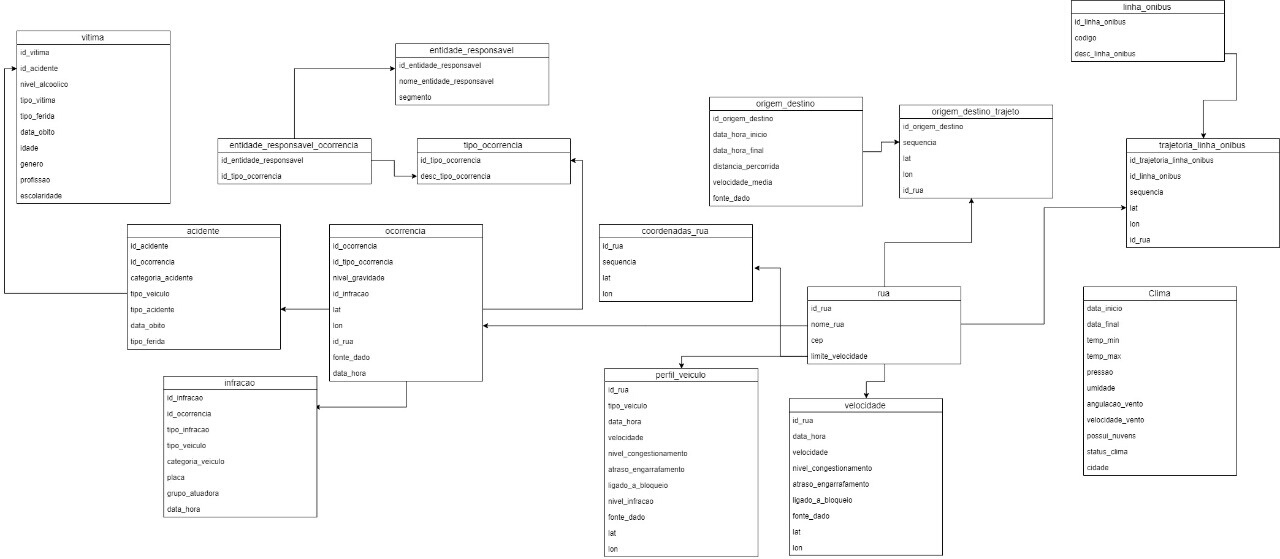 linha_onibus
id_linha_onibus
codigo
desc_linha_onibus
vitima
id_vitima
id_acidente
nivel_alcoolico
tipo_vitima
tipo_ferida
data_obito
idade
genero
profissao
escolaridade
entidade_responsavel
id_entidade_responsavel
nome_entidade_responsavel
segmento
origem_destino
id_origem_destino
data_hora_inicio
data_hora_final
distancia_percorrida
velocidade_media
fonte_dado
origem_destino_trajeto
id_origem_destino
sequencia
lat
lon
id_rua
entidade_responsavel_ocorrencia
id_entidade_responsavel
id_tipo_ocorrencia
tipo_ocorrencia
id_tipo_ocorrencia
desc_tipo_ocorrencia
trajetoria_linha_onibus
id_trajetoria_linha_onibus
id_linha_onibus
sequencia
lat
lon
id_rua
acidente
id_acidente
id_ocorrencia
categoria_acidente
tipo_veiculo
tipo_acidente
data_obito
tipo_ferida
ocorrencia
id_ocorrencia
id_tipo_ocorrencia
nivel_gravidade
id_infracao
lat
lon
id_rua
fonte_dado
data_hora
coordenadas_rua
id_rua
sequencia
lat
lon
rua
id_rua
nome_rua
cep
limite_velocidade
Clima
data_inicio
data_final
temp_min
temp_max
pressao
umidade
angulacao_vento
velocidade_vento
possui_nuvens
status_clima
cidade
infracao
id_infracao
id_ocorrencia
tipo_infracao
tipo_veiculo
categoria_veiculo
placa
grupo_atuadora
data_hora
perfil_veiculo
id_rua
tipo_veiculo
data_hora
velocidade
nivel_congestionamento
atraso_engarrafamento
ligado_a_bloqueio
nivel_infracao
fonte_dado
lat
lon
velocidade
id_rua
data_hora
velocidade
nivel_congestionamento
atraso_engarrafamento
ligado_a_bloqueio
fonte_dado
lat
lon